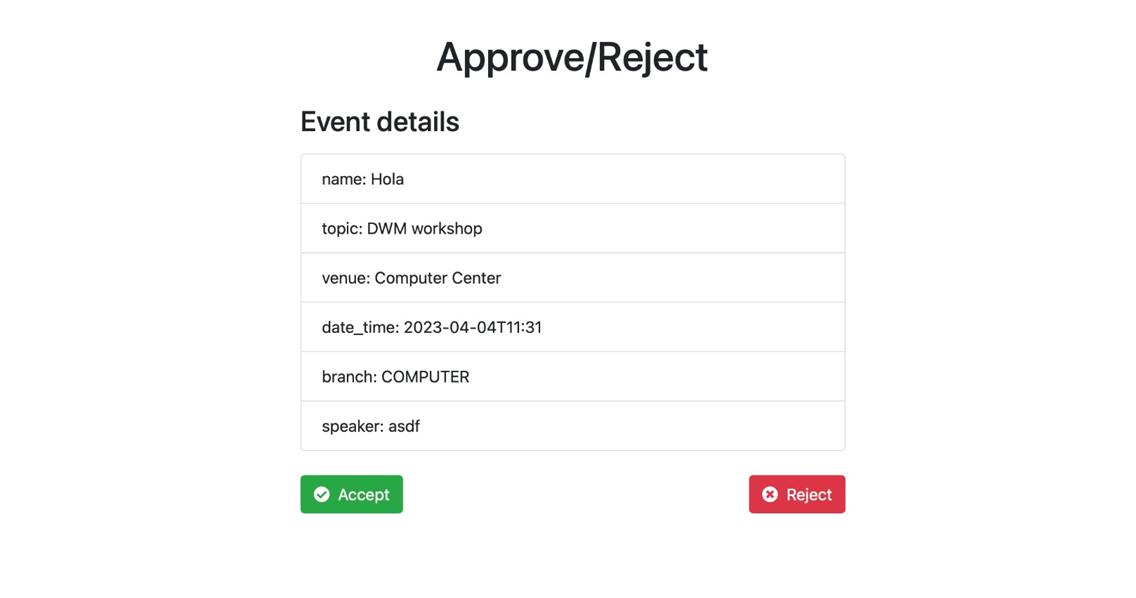 Approve/Reject
Event details
name: Hola
topic: DWM workshop
venue: Computer Center
date_time: 2023-04-04T11:31
branch: COMPUTER
speaker: asdf
Accept
Reject